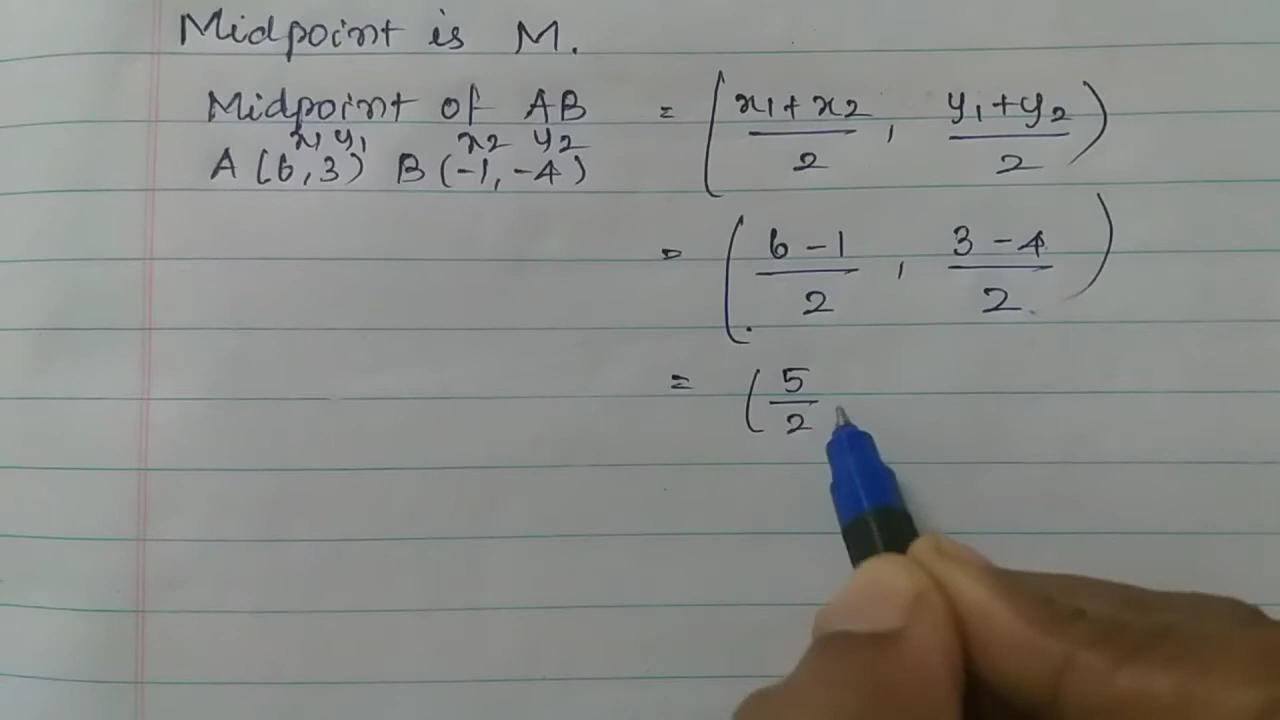 Midpoint is M.
Midpoint of AB = (x1 + x2 / 2 , y1 + y2 / 2)
x1 y1 x2 y2
A (6, 3) B (-1, -4)
= (6 - 1 / 2 , 3 - 4 / 2)
= (5 / 2